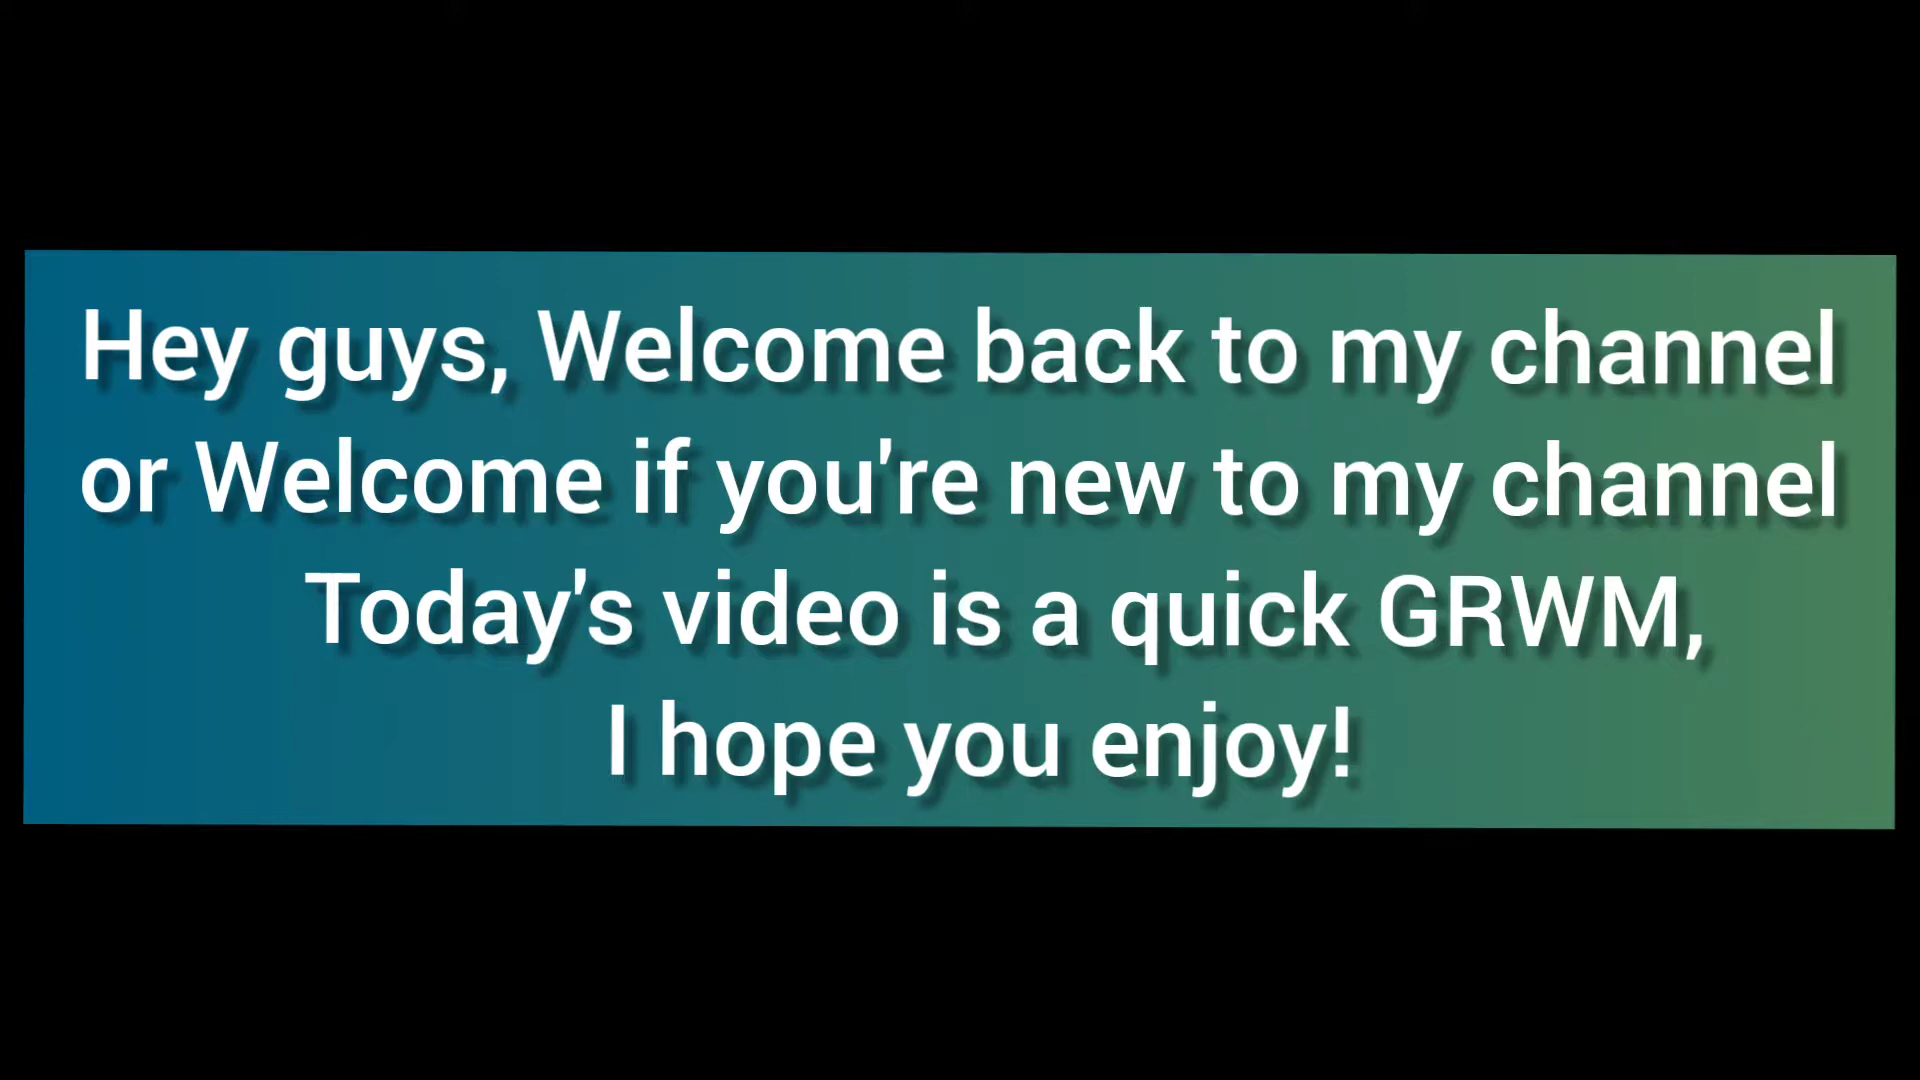 Hey guys, Welcome back to my channel
or Welcome if you're new to my channel
Today's video is a quick GRWM,
I hope you enjoy!